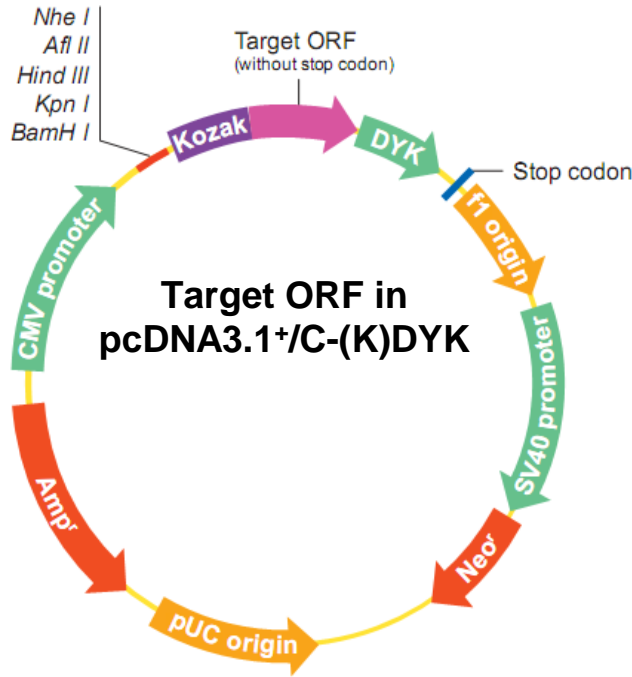 Nhe I
Afl II
Hind III
Kpn I
BamH I
Target ORF
(without stop codon)
Kozak
DYK
Stop codon
f1 origin
CMV promoter
Target ORF in
pcDNA3.1⁺/C-(K)DYK
SV40 promoter
Ampʳ
Neoʳ
pUC origin